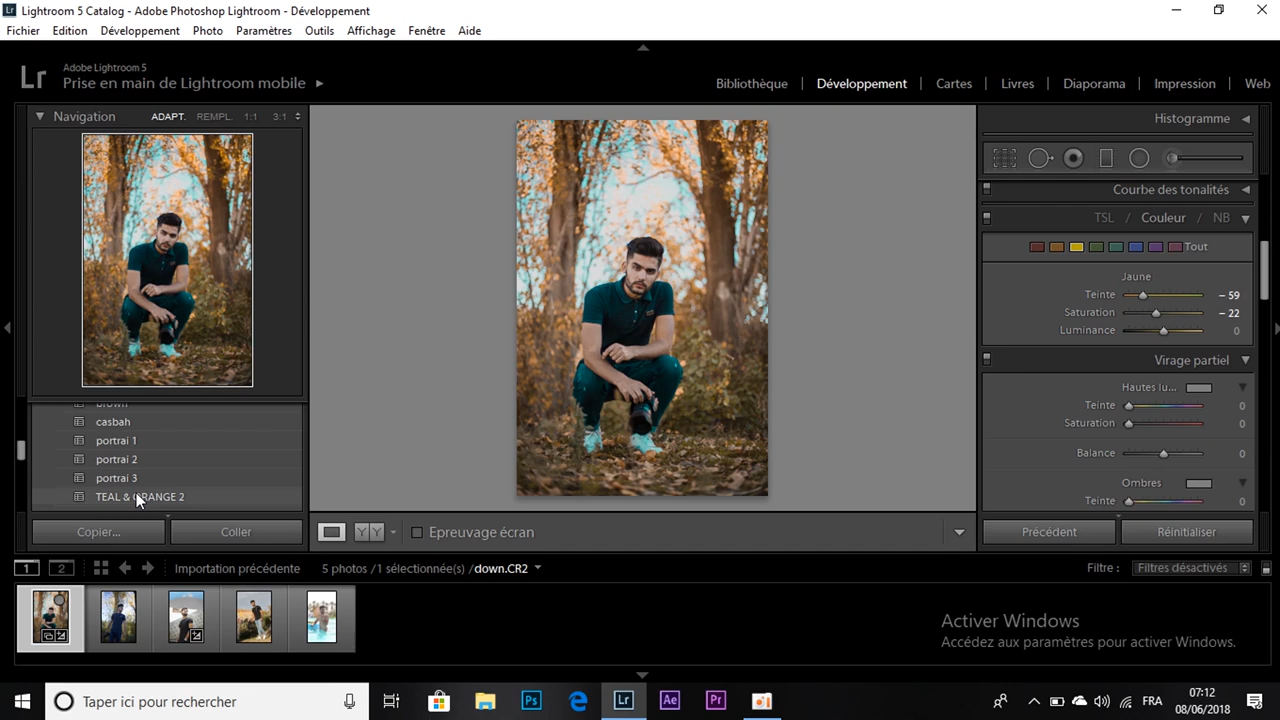 Lightroom 5 Catalog - Adobe Photoshop Lightroom - Développement
Fichier Edition Développement Photo Paramètres Outils Affichage Fenêtre Aide
Lr
Adobe Lightroom 5
Prise en main de Lightroom mobile
Bibliothèque Développement Cartes Livres Diaporama Impression Web
Navigation ADAPT. REMPL. 1:1 3:1
brown
casbah
portrai 1
portrai 2
portrai 3
TEAL & ORANGE 2
Copier... Coller
Epreuvage écran
Histogramme
Courbe des tonalités
TSL / Couleur / NB
Tout
Jaune
Teinte - 59
Saturation - 22
Luminance 0
Virage partiel
Hautes lu...
Teinte 0
Saturation 0
Balance 0
Ombres
Teinte 0
Précédent Réinitialiser
1 2 Importation précédente 5 photos /1 sélectionnée(s) /down.CR2
Filtre : Filtres désactivés
Activer Windows
Accédez aux paramètres pour activer Windows.
Taper ici pour rechercher
Ps Lr Ae Pr
FRA
07:12
08/06/2018